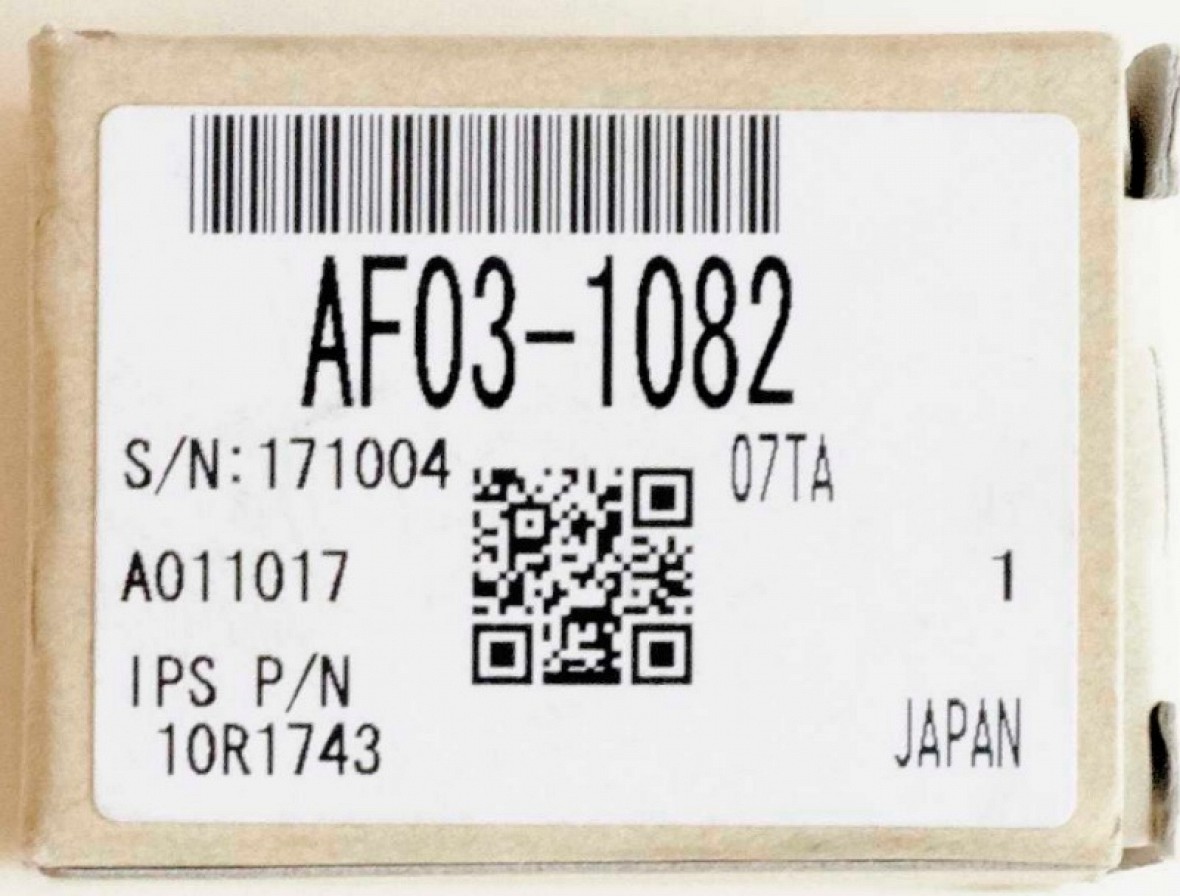 AF03-1082
S/N:171004 07TA
A011017 1
IPS P/N
10R1743
JAPAN